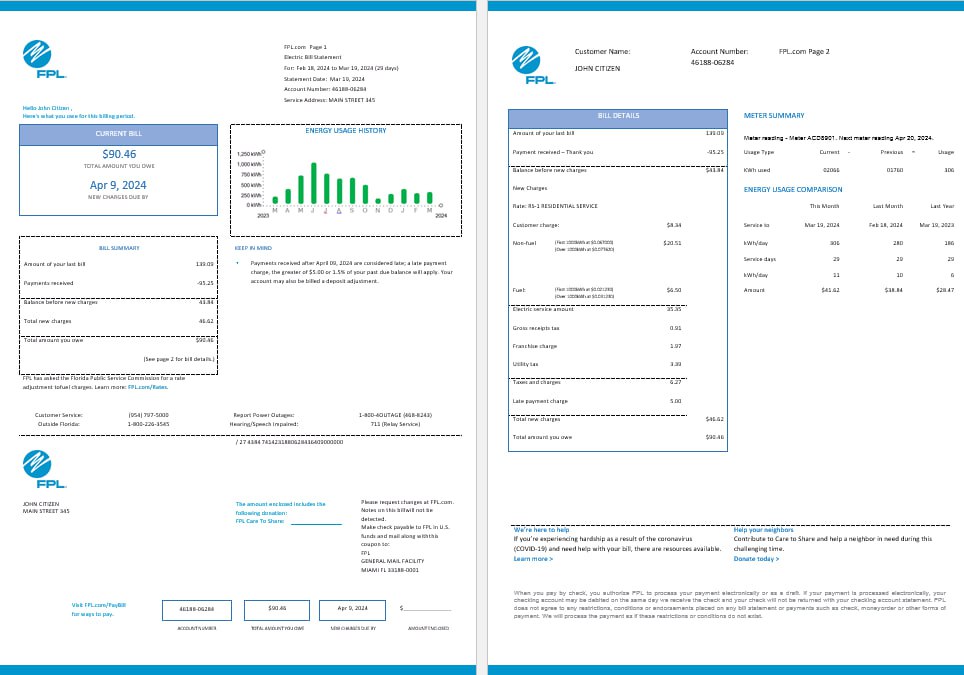 FPL.com Page 1
Electric Bill Statement
For: Feb 18, 2024 to Mar 19, 2024 (29 days)
Statement Date: Mar 19, 2024
Account Number: 46188-06284
Service Address: MAIN STREET 345
FPL.
Hello John Citizen ,
Here's what you owe for this billing period.
CURRENT BILL
$90.46
TOTAL AMOUNT YOU OWE
Apr 9, 2024
NEW CHARGES DUE BY
ENERGY USAGE HISTORY
1,250 kWh
1,000 kWh
750 kWh
500 kWh
250 kWh
0 kWh
M A M J J A S O N D J F M
2023 2024
BILL SUMMARY
Amount of your last bill 139.09
Payments received -95.25
Balance before new charges 43.84
Total new charges 46.62
Total amount you owe $90.46
(See page 2 for bill details.)
KEEP IN MIND
• Payments received after April 09, 2024 are considered late; a late payment
charge, the greater of $5.00 or 1.5% of your past due balance will apply. Your
account may also be billed a deposit adjustment.
FPL has asked the Florida Public Service Commission for a rate
adjustment tofuel charges. Learn more: FPL.com/Rates.
Customer Service: (954) 797-5000 Report Power Outages: 1-800-4OUTAGE (468-8243)
Outside Florida: 1-800-226-3545 Hearing/Speech Impaired: 711 (Relay Service)
FPL.
JOHN CITIZEN
MAIN STREET 345
The amount enclosed includes the
following donation:
FPL Care To Share:
Please request changes at FPL.com.
Notes on this bill will not be
detected.
Make check payable to FPL in U.S.
funds and mail along with this
coupon to:
FPL
GENERAL MAIL FACILITY
MIAMI FL 33188-0001
Visit FPL.com/PayBill
for ways to pay.
46188-06284 $90.46 Apr 9, 2024 $
ACCOUNT NUMBER TOTAL AMOUNT YOU OWE NEW CHARGES DUE BY AMOUNT ENCLOSED
FPL.
Customer Name: Account Number: FPL.com Page 2
JOHN CITIZEN 46188-06284
BILL DETAILS
Amount of your last bill 139.09
Payment received – Thank you -95.25
Balance before new charges $43.84
New Charges
Rate: RS-1 RESIDENTIAL SERVICE
Customer charge: $8.34
Non-fuel $20.51
Fuel: $6.50
Electric service amount 35.35
Gross receipts tax 0.91
Franchise charge 1.97
Utility tax 3.39
Taxes and charges 6.27
Late payment charge 5.00
Total new charges $46.62
Total amount you owe $90.46
METER SUMMARY
Meter reading - Meter ACD8901. Next meter reading Apr 20, 2024.
Usage Type Current - Previous = Usage
KWh used 02066 01760 306
ENERGY USAGE COMPARISON
This Month Last Month Last Year
Service to Mar 19, 2024 Feb 18, 2024 Mar 19, 2023
kWh/day 306 280 186
Service days 29 29 29
kWh/day 11 10 6
Amount $41.62 $38.84 $28.47
We're here to help
If you're experiencing hardship as a result of the coronavirus
(COVID-19) and need help with your bill, there are resources available.
Learn more >
Help your neighbors
Contribute to Care to Share and help a neighbor in need during this
challenging time.
Donate today >
When you pay by check, you authorize FPL to process your payment electronically or as a draft. If your payment is processed electronically, your
checking account may be debited on the same day we receive the check and your check will not be returned with your checking account statement. FPL
does not agree to any restrictions, conditions or endorsements placed on any bill statement or payments such as check, moneyorder or other forms of
payment. We will process the payment as if these restrictions or conditions do not exist.